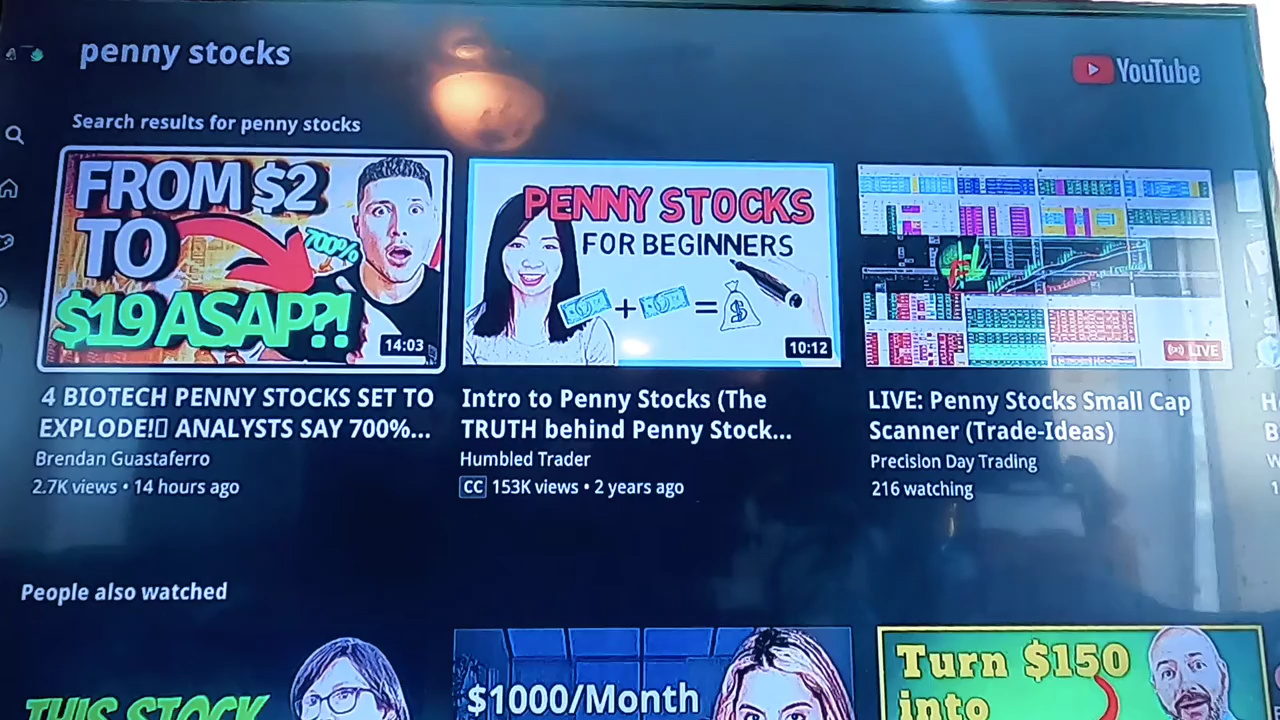 penny stocks
YouTube
Search results for penny stocks
FROM $2
TO
700%
$19 ASAP?!
14:03
PENNY STOCKS
FOR BEGINNERS
+ = $
10:12
LIVE
4 BIOTECH PENNY STOCKS SET TO
EXPLODE! ANALYSTS SAY 700%...
Brendan Guastaferro
2.7K views • 14 hours ago
Intro to Penny Stocks (The
TRUTH behind Penny Stock...
Humbled Trader
CC 153K views • 2 years ago
LIVE: Penny Stocks Small Cap
Scanner (Trade-Ideas)
Precision Day Trading
216 watching
People also watched
THIS STOCK
$1000/Month
Turn $150
into